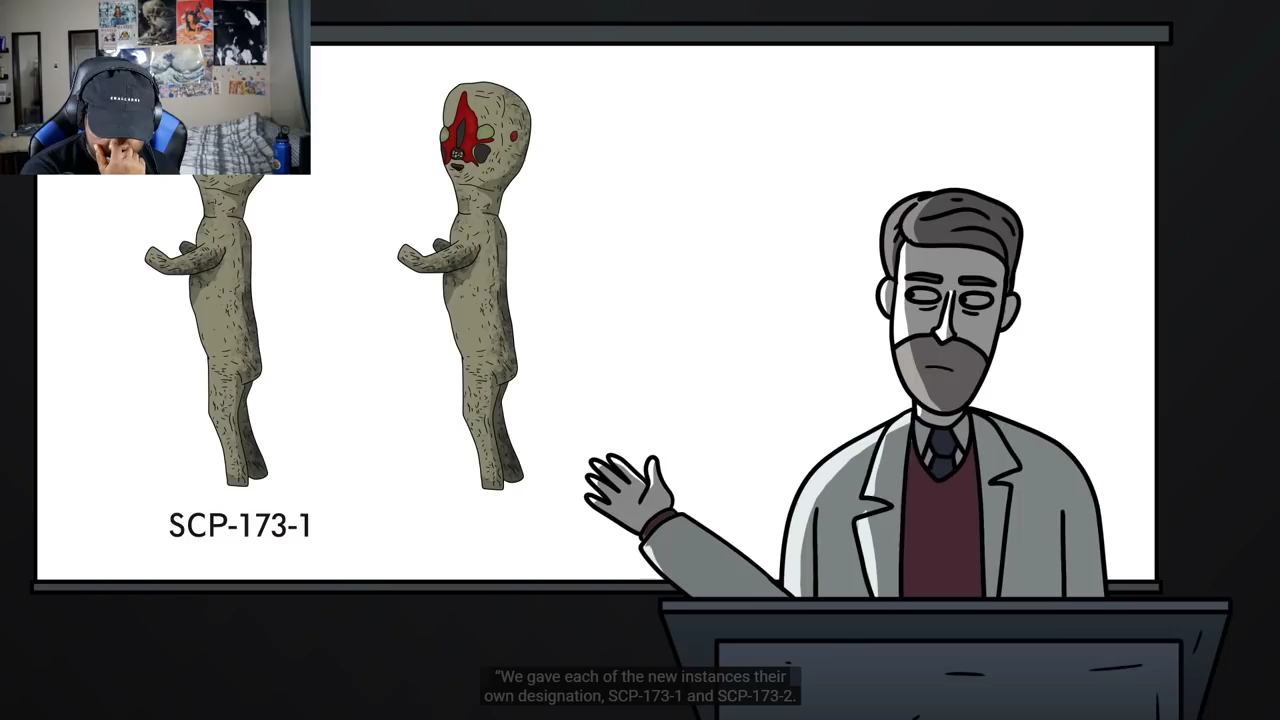 SCP-173-1
“We gave each of the new instances their
own designation, SCP-173-1 and SCP-173-2.